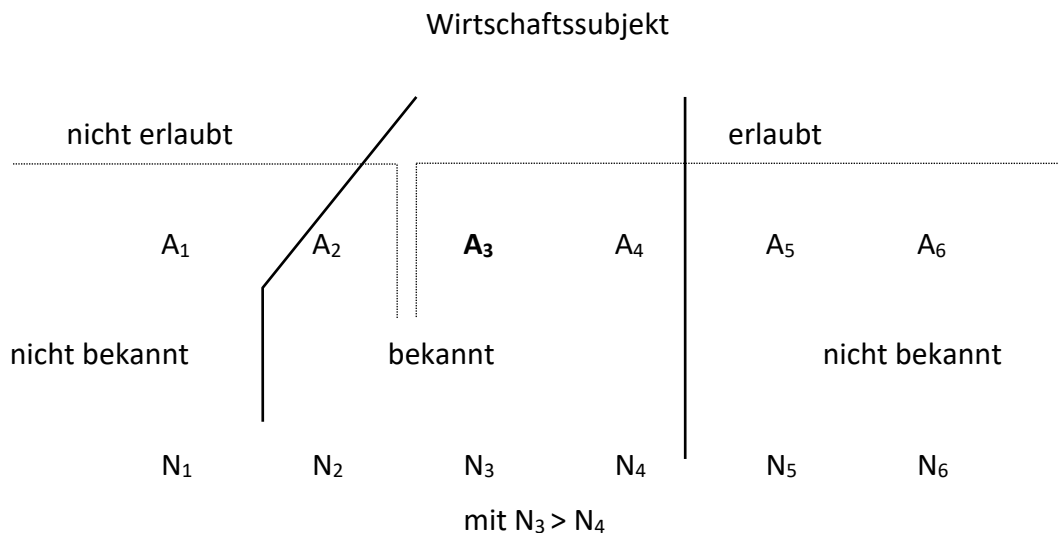 Wirtschaftssubjekt
nicht erlaubt erlaubt
A₁ A₂ A₃ A₄ A₅ A₆
nicht bekannt bekannt nicht bekannt
N₁ N₂ N₃ N₄ N₅ N₆
mit N₃ > N₄